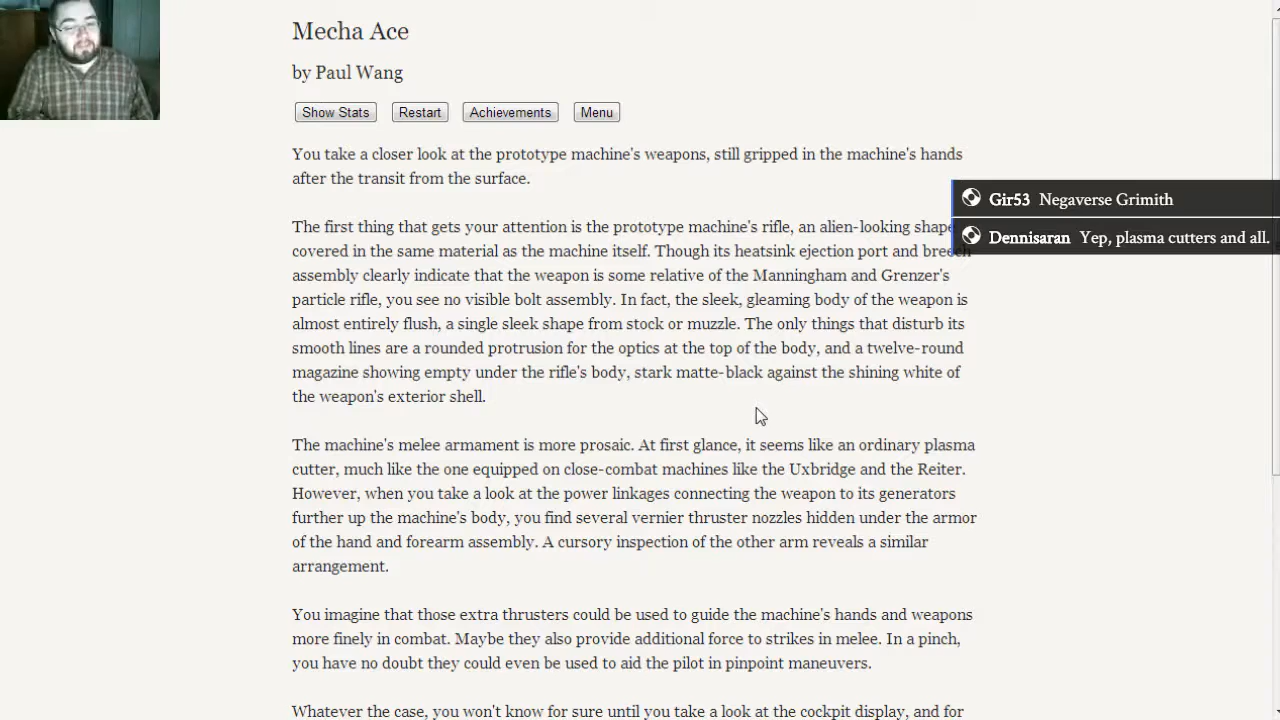 Mecha Ace
by Paul Wang
Show Stats Restart Achievements Menu
You take a closer look at the prototype machine's weapons, still gripped in the machine's hands
after the transit from the surface.
The first thing that gets your attention is the prototype machine's rifle, an alien-looking shape
covered in the same material as the machine itself. Though its heatsink ejection port and breech
assembly clearly indicate that the weapon is some relative of the Manningham and Grenzer's
particle rifle, you see no visible bolt assembly. In fact, the sleek, gleaming body of the weapon is
almost entirely flush, a single sleek shape from stock or muzzle. The only things that disturb its
smooth lines are a rounded protrusion for the optics at the top of the body, and a twelve-round
magazine showing empty under the rifle's body, stark matte-black against the shining white of
the weapon's exterior shell.
The machine's melee armament is more prosaic. At first glance, it seems like an ordinary plasma
cutter, much like the one equipped on close-combat machines like the Uxbridge and the Reiter.
However, when you take a look at the power linkages connecting the weapon to its generators
further up the machine's body, you find several vernier thruster nozzles hidden under the armor
of the hand and forearm assembly. A cursory inspection of the other arm reveals a similar
arrangement.
You imagine that those extra thrusters could be used to guide the machine's hands and weapons
more finely in combat. Maybe they also provide additional force to strikes in melee. In a pinch,
you have no doubt they could even be used to aid the pilot in pinpoint maneuvers.
Whatever the case, you won't know for sure until you take a look at the cockpit display, and for
Gir53 Negaverse Grimith
Dennisaran Yep, plasma cutters and all.